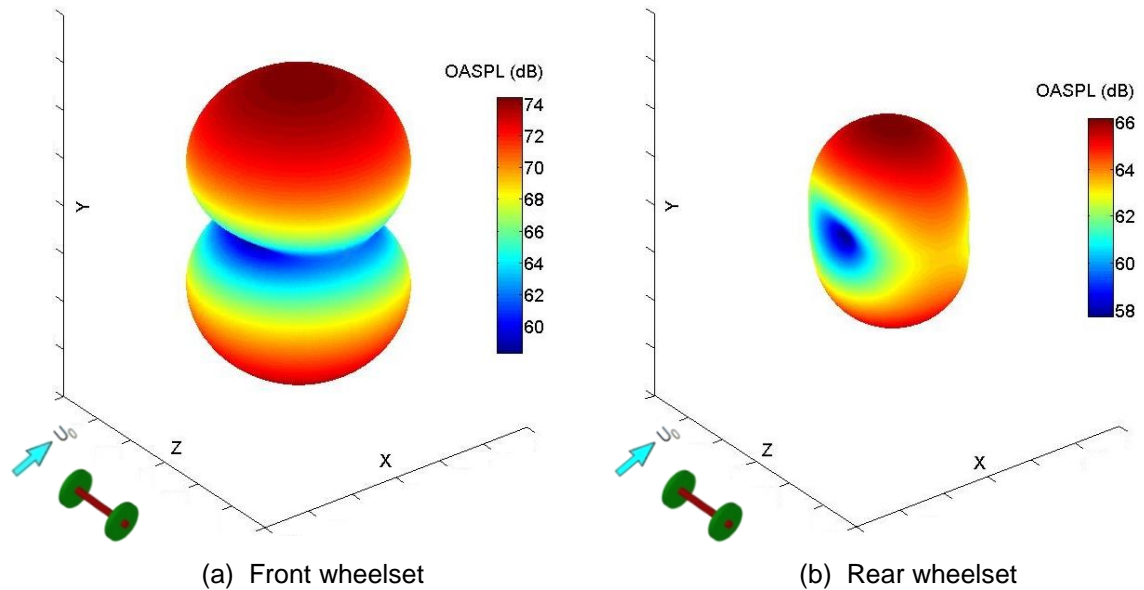 OASPL (dB)
74
72
70
68
66
64
62
60
Y
Z
X
U₀
(a) Front wheelset
OASPL (dB)
66
64
62
60
58
Y
Z
X
U₀
(b) Rear wheelset